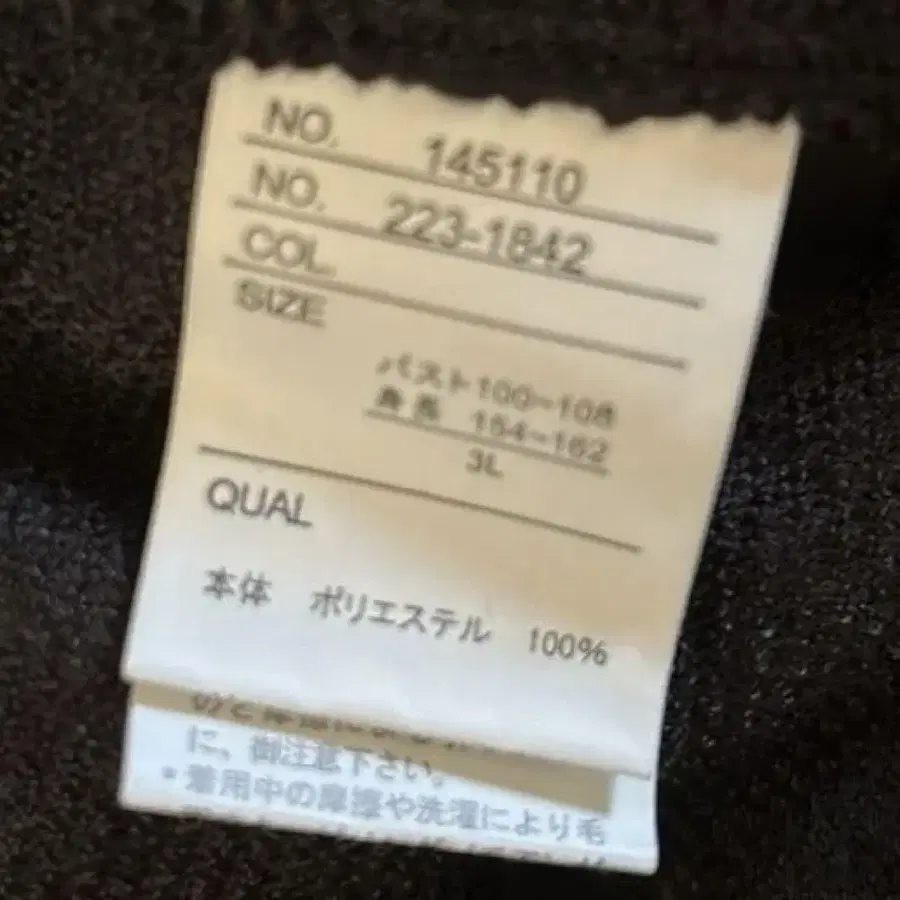 NO. 145110
NO. 223-1842
COL.
SIZE
バスト100~108
身長 154~162
3L
QUAL
本体 ポリエステル 100%
に、御注意下さい。
・着用中の摩擦や洗濯により毛